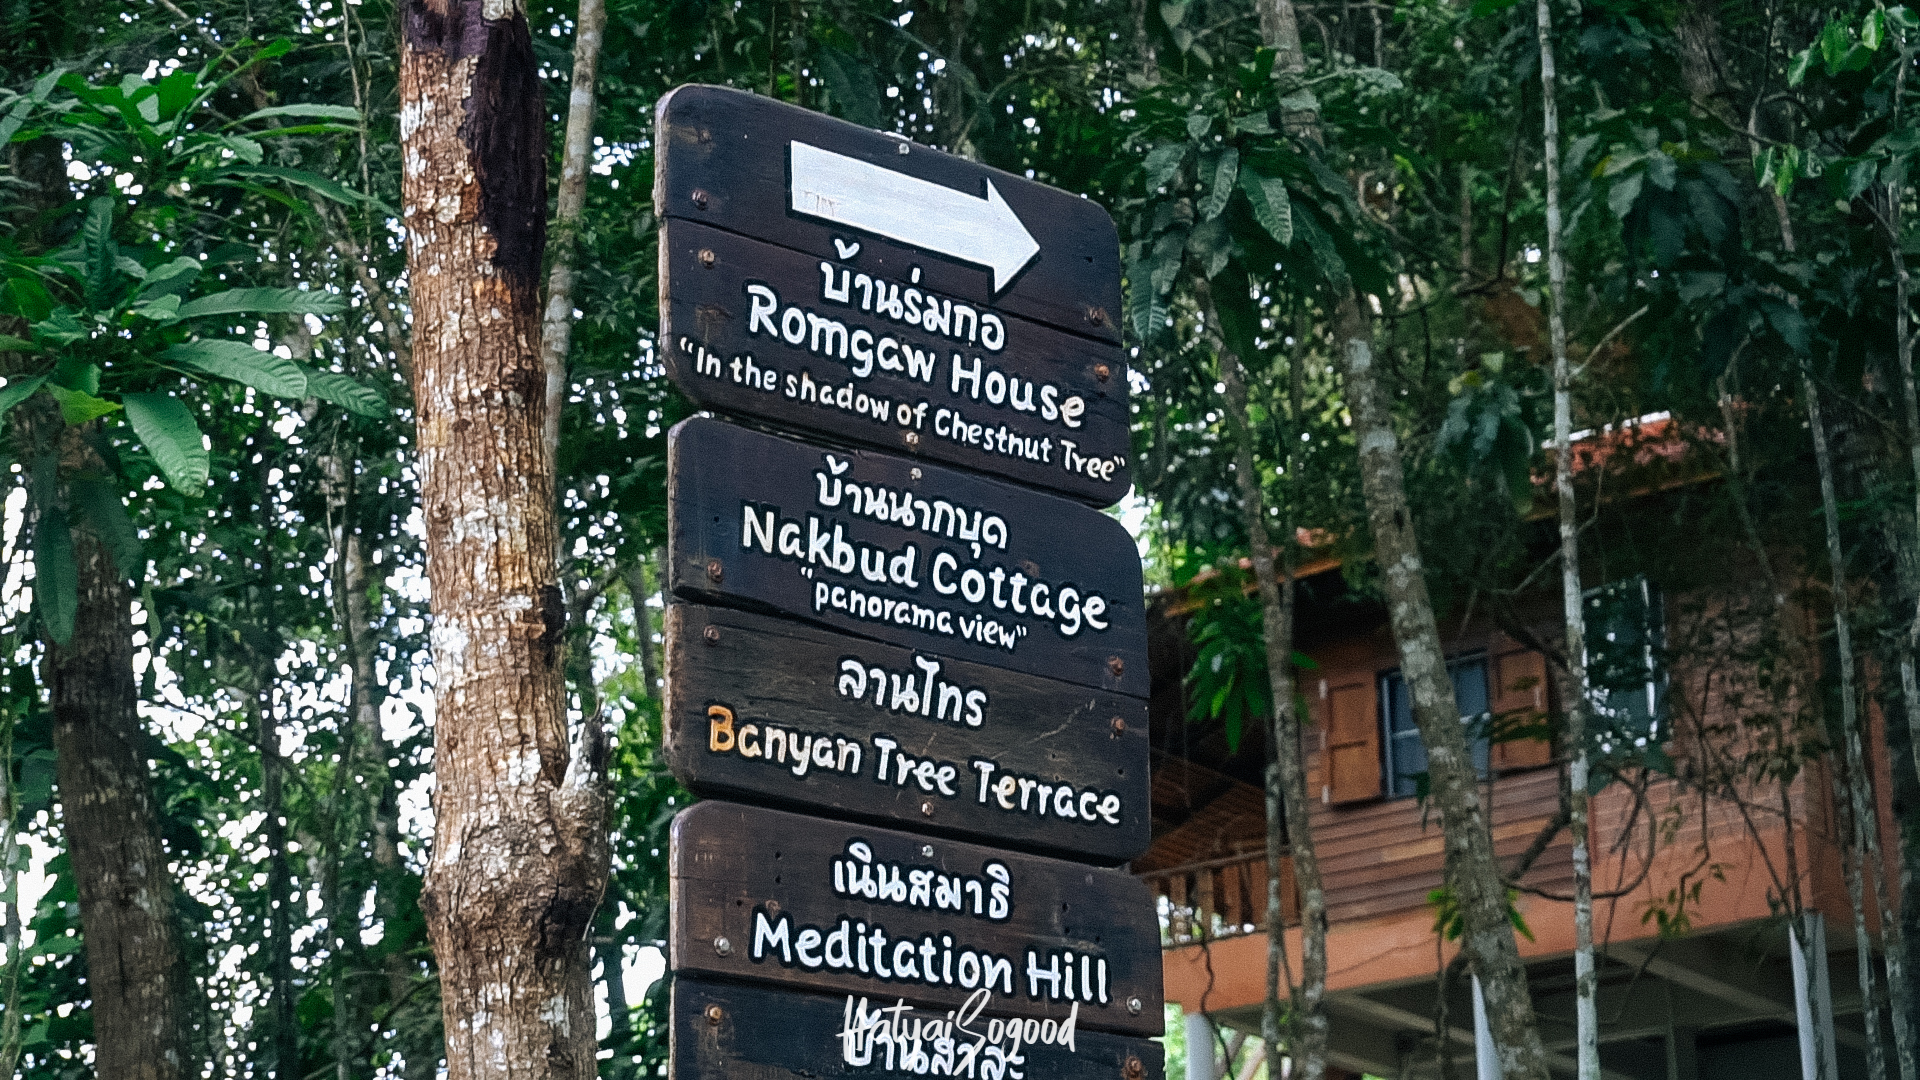 บ้านร่มกอ
Romgaw House
“In the shadow of Chestnut Tree”
บ้านนากบุด
Nakbud Cottage
“panorama view”
ลานไทร
Banyan Tree Terrace
เนินสมาธิ
Meditation Hill
HatyaiSogood